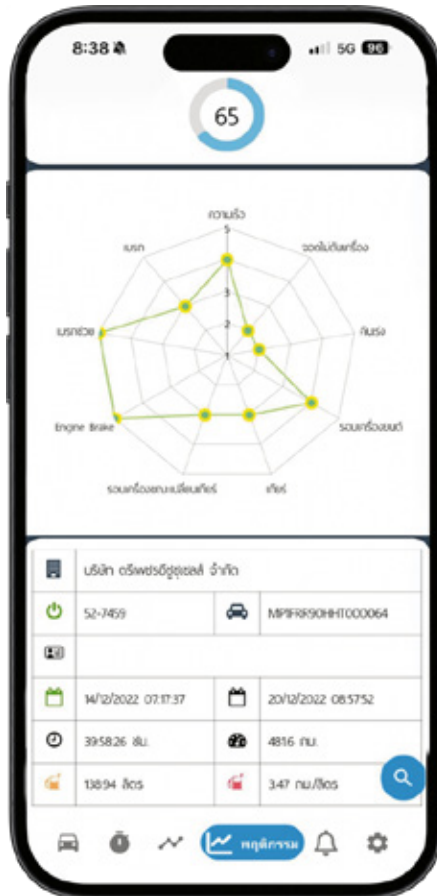 8:38
5G 96
65
ความเร็ว
เบรก
จอดไม่ดับเครื่อง
5
3
2
1
เบรกช่วย
คันเร่ง
Engine Brake
รอบเครื่องยนต์
รอบเครื่องขณะเปลี่ยนเกียร์
เกียร์
บริษัท ตรีเพชรอีซูซุเซลส์ จำกัด
52-7459
MP1FRR90HHT000064
14/12/2022 07:17:37
20/12/2022 08:57:52
39:58:26 ชม.
481.6 กม.
138.94 ลิตร
3.47 กม./ลิตร
พฤติกรรม